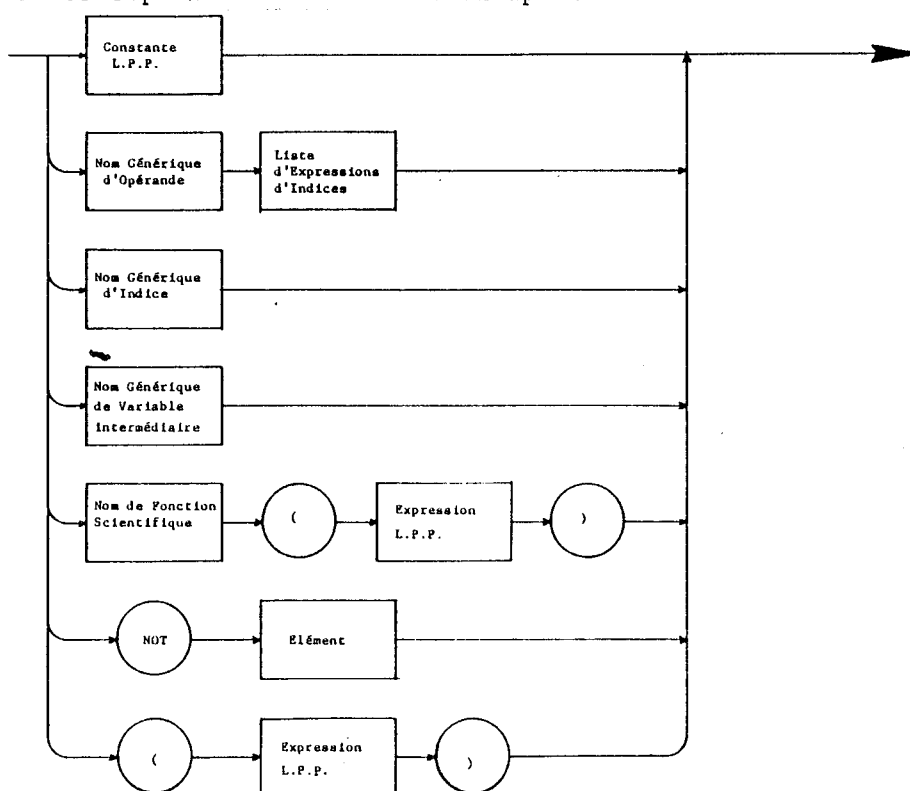 Constante
L.P.P.
Nom Générique
d'Opérande
Liste
d'Expressions
d'Indices
Nom Générique
d'Indice
Nom Générique
de Variable
intermédiaire
Nom de Fonction
Scientifique
(
Expression
L.P.P.
)
NOT
Elément
(
Expression
L.P.P.
)